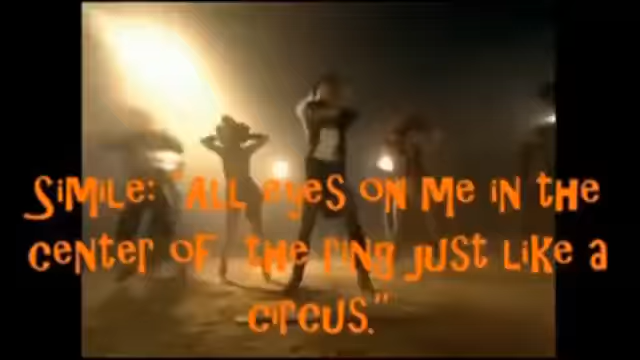 Simile: "All eyes on me in the
center of the ring just like a
circus."